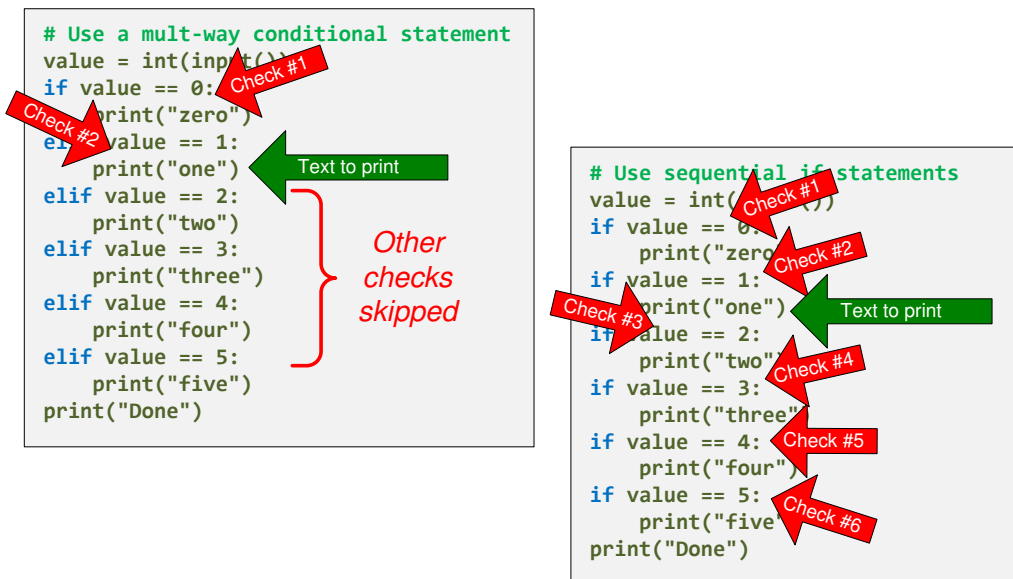 # Use a mult-way conditional statement
value = int(input())
if value == 0:
Check #1
print("zero")
Check #2
elif value == 1:
print("one")
Text to print
elif value == 2:
print("two")
elif value == 3:
print("three")
elif value == 4:
print("four")
elif value == 5:
print("five")
print("Done")
Other
checks
skipped
# Use sequential if statements
value = int(input())
Check #1
if value == 0:
print("zero
Check #2
if value == 1:
print("one")
Text to print
Check #3
if value == 2:
print("two")
Check #4
if value == 3:
print("three")
if value == 4:
Check #5
print("four")
if value == 5:
Check #6
print("five
print("Done")